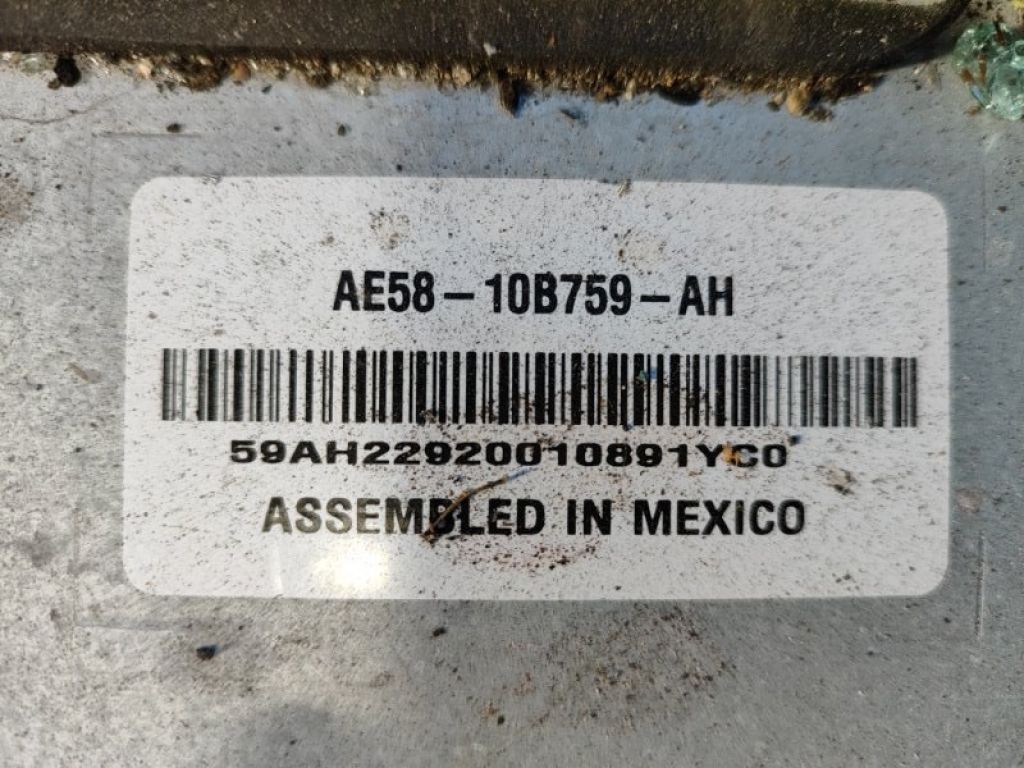 AE58-10B759-AH
59AH22920010891YC0
ASSEMBLED IN MEXICO